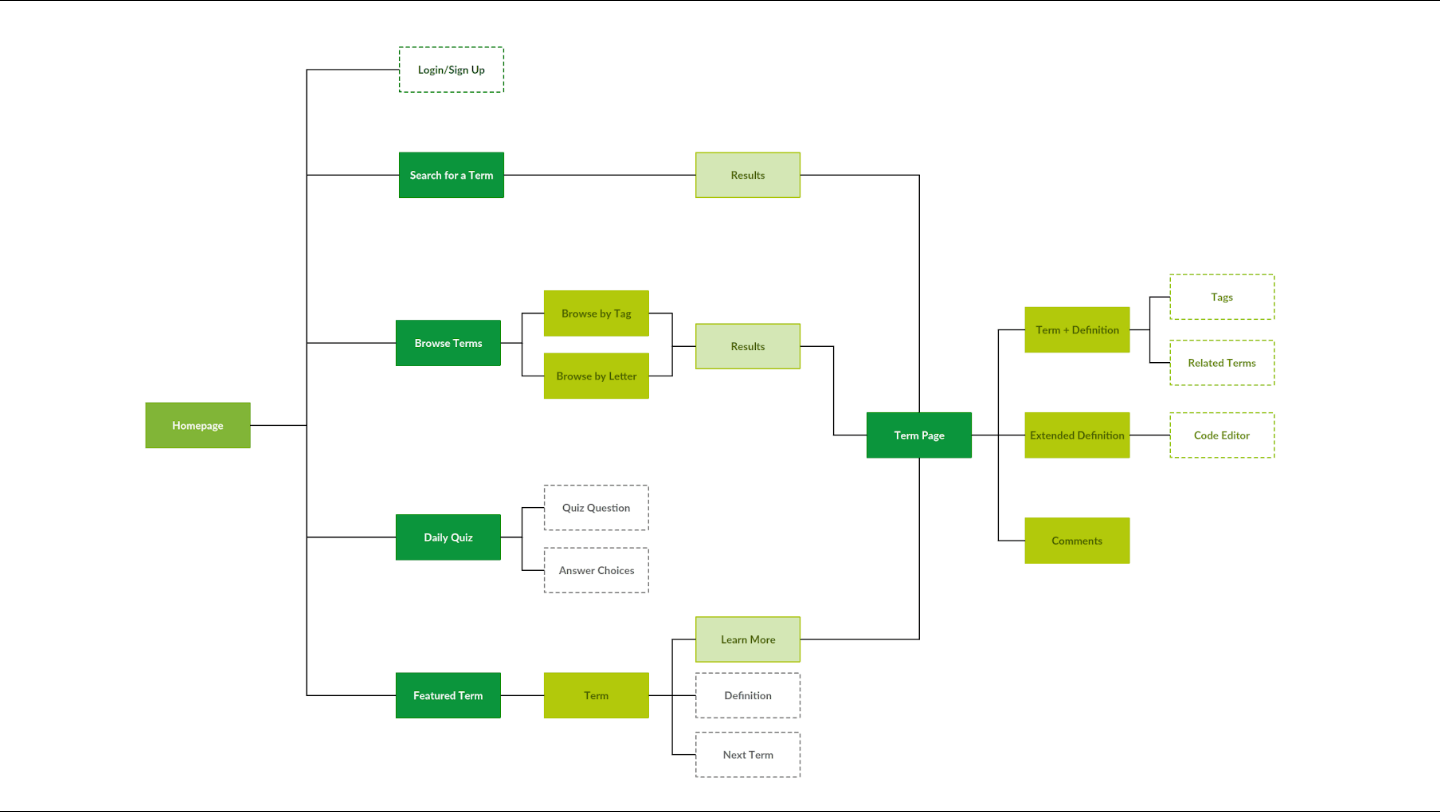 Login/Sign Up
Search for a Term
Results
Browse Terms
Browse by Tag
Browse by Letter
Results
Homepage
Term Page
Term + Definition
Tags
Related Terms
Extended Definition
Code Editor
Comments
Daily Quiz
Quiz Question
Answer Choices
Featured Term
Term
Learn More
Definition
Next Term